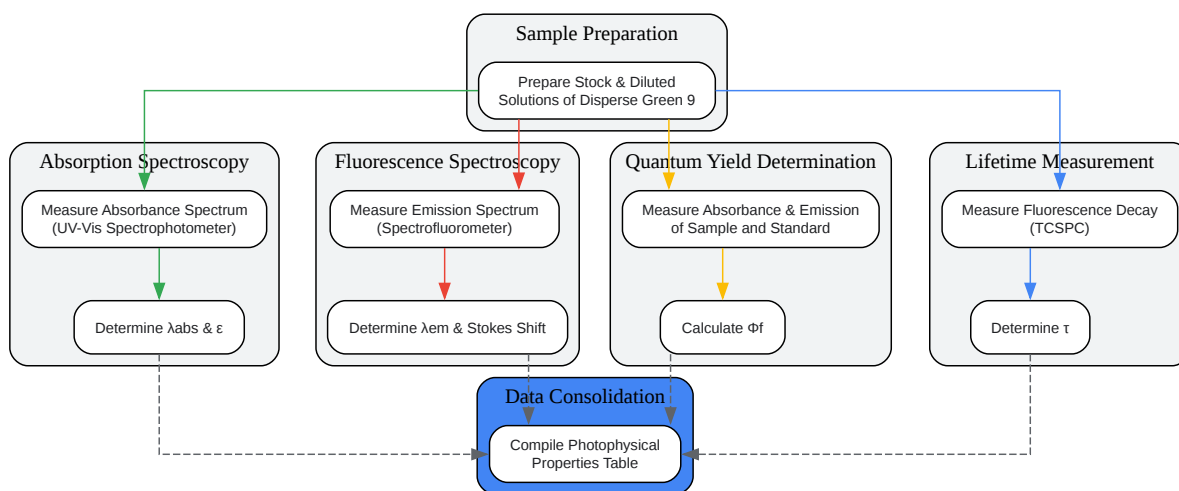 Sample Preparation
Prepare Stock & Diluted
Solutions of Disperse Green 9
Absorption Spectroscopy
Measure Absorbance Spectrum
(UV-Vis Spectrophotometer)
Determine λabs & ε
Fluorescence Spectroscopy
Measure Emission Spectrum
(Spectrofluorometer)
Determine λem & Stokes Shift
Quantum Yield Determination
Measure Absorbance & Emission
of Sample and Standard
Calculate Φf
Lifetime Measurement
Measure Fluorescence Decay
(TCSPC)
Determine τ
Data Consolidation
Compile Photophysical
Properties Table